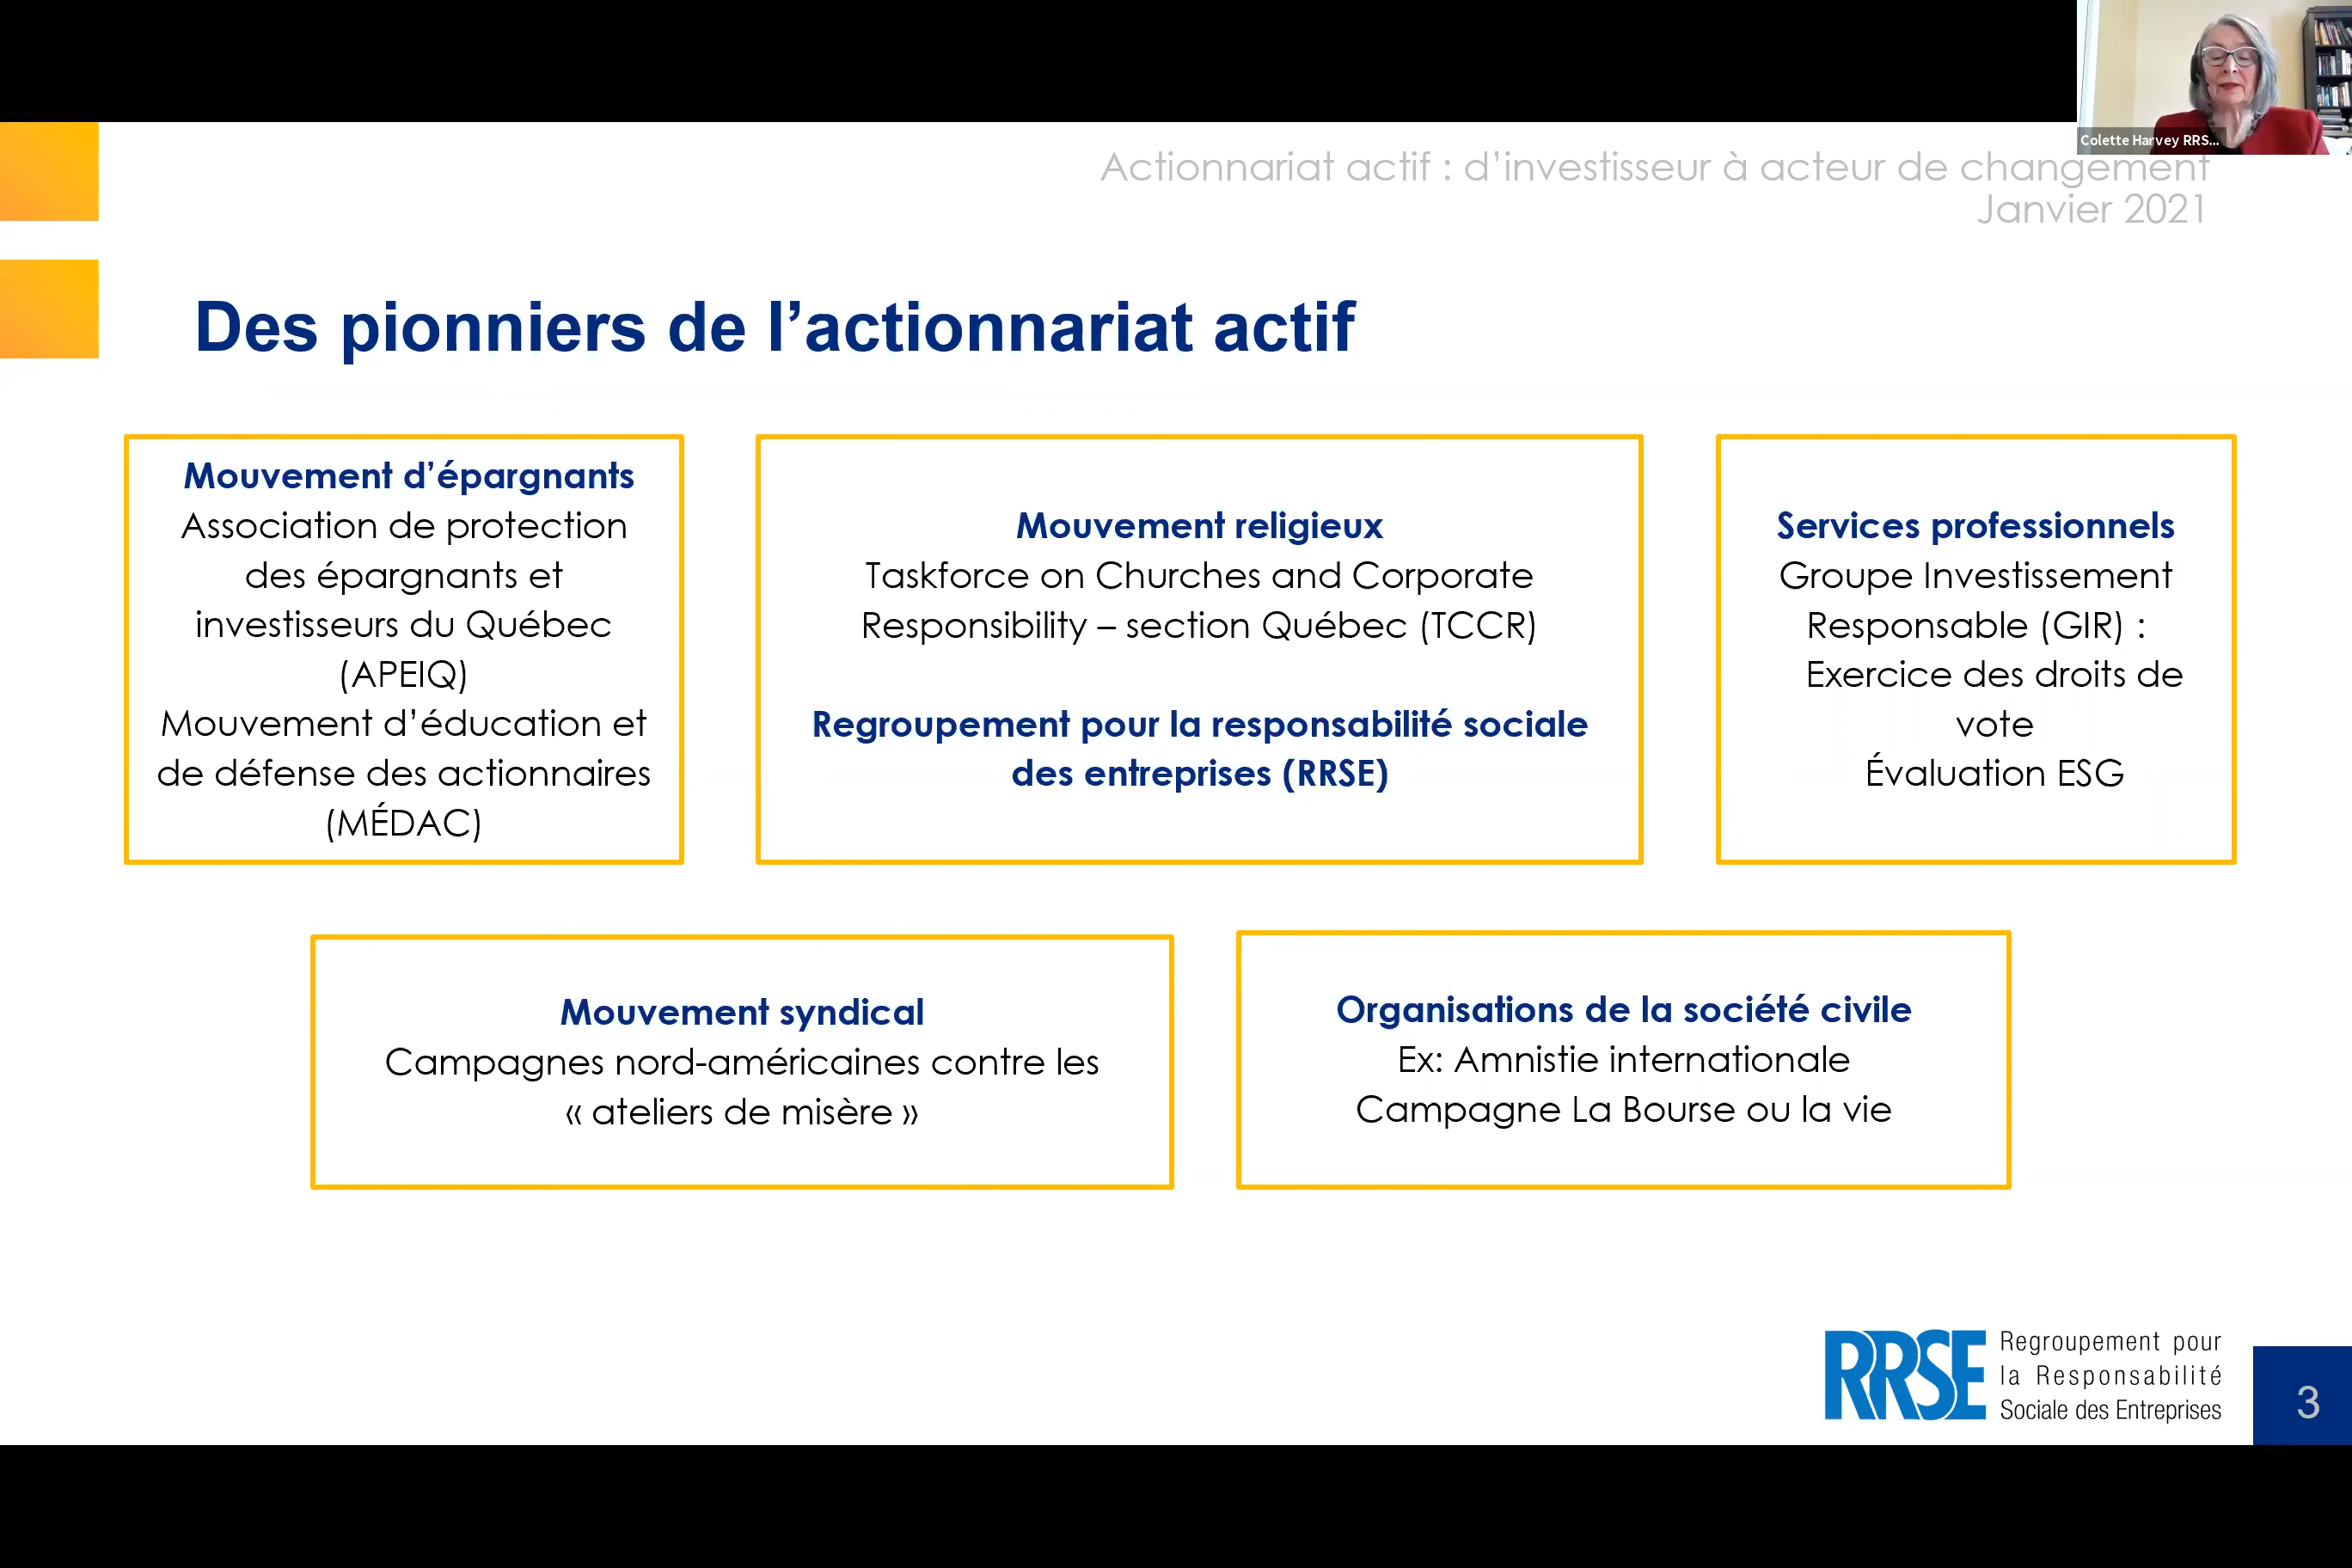 Colette Harvey RRS...
Actionnariat actif : d’investisseur à acteur de changement
Janvier 2021
Des pionniers de l’actionnariat actif
Mouvement d’épargnants
Association de protection
des épargnants et
investisseurs du Québec
(APEIQ)
Mouvement d’éducation et
de défense des actionnaires
(MÉDAC)
Mouvement religieux
Taskforce on Churches and Corporate
Responsibility – section Québec (TCCR)
Regroupement pour la responsabilité sociale
des entreprises (RRSE)
Services professionnels
Groupe Investissement
Responsable (GIR) :
Exercice des droits de
vote
Évaluation ESG
Mouvement syndical
Campagnes nord-américaines contre les
« ateliers de misère »
Organisations de la société civile
Ex: Amnistie internationale
Campagne La Bourse ou la vie
RRSE
Regroupement pour
la Responsabilité
Sociale des Entreprises
3